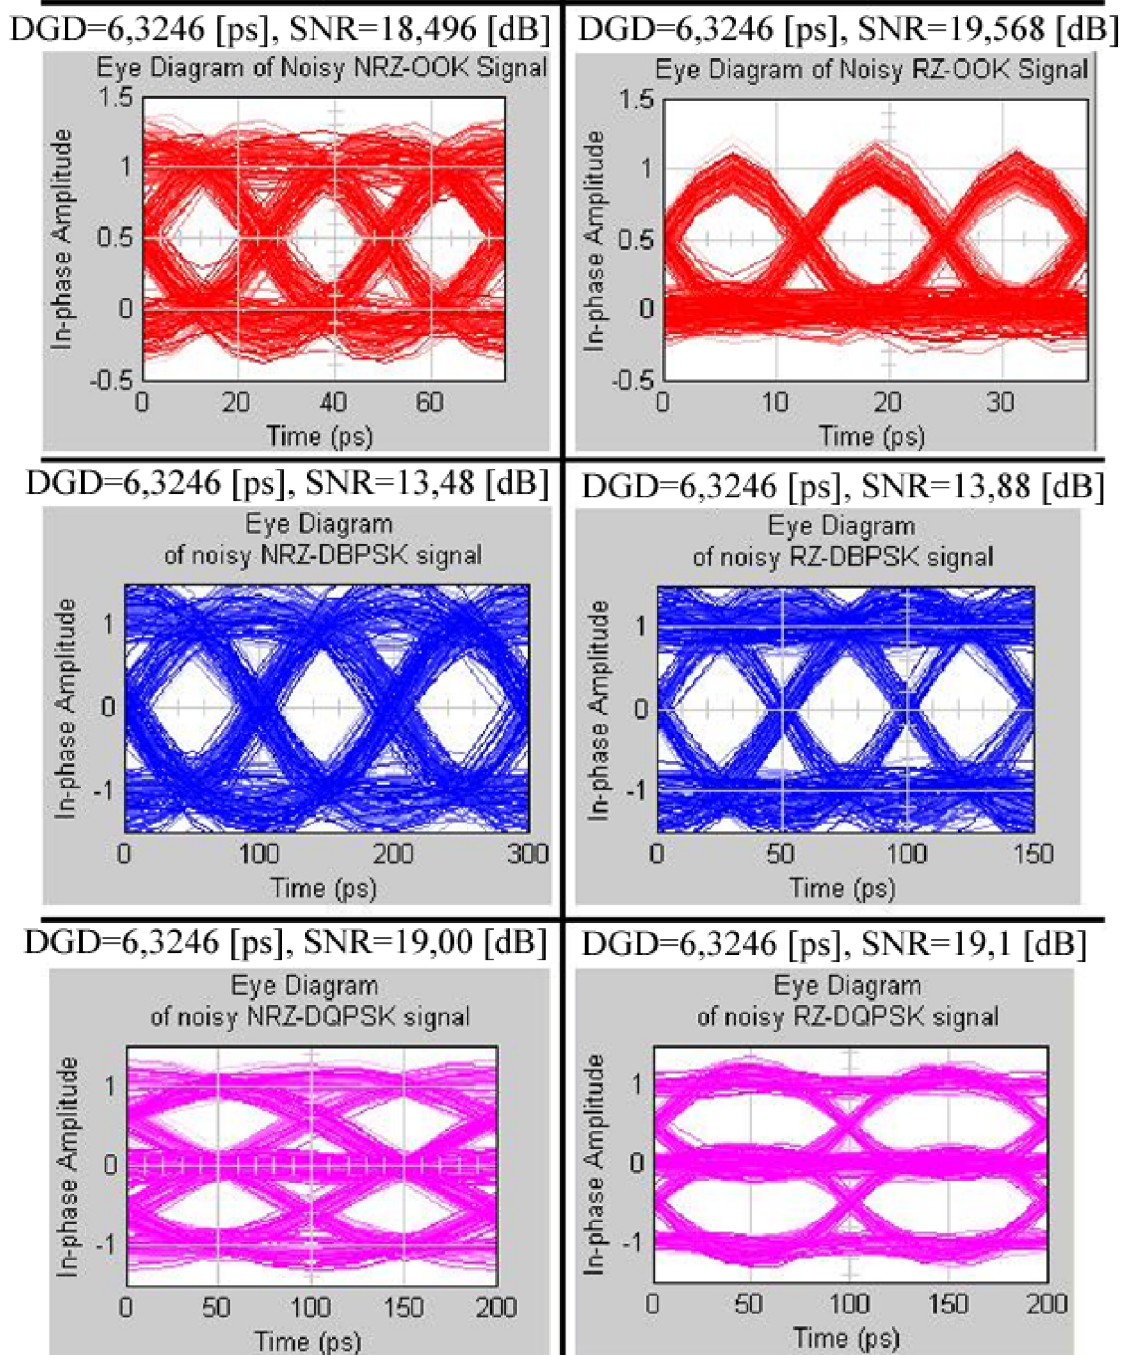 DGD=6,3246 [ps], SNR=18,496 [dB]
Eye Diagram of Noisy NRZ-OOK Signal
In-phase Amplitude
1.5
1
0.5
0
-0.5
0 20 40 60
Time (ps)
DGD=6,3246 [ps], SNR=19,568 [dB]
Eye Diagram of Noisy RZ-OOK Signal
In-phase Amplitude
1.5
1
0.5
0
-0.5
0 10 20 30
Time (ps)
DGD=6,3246 [ps], SNR=13,48 [dB]
Eye Diagram
of noisy NRZ-DBPSK signal
In-phase Amplitude
1
0
-1
0 100 200 300
Time (ps)
DGD=6,3246 [ps], SNR=13,88 [dB]
Eye Diagram
of noisy RZ-DBPSK signal
In-phase Amplitude
1
0
-1
0 50 100 150
Time (ps)
DGD=6,3246 [ps], SNR=19,00 [dB]
Eye Diagram
of noisy NRZ-DQPSK signal
In-phase Amplitude
1
0
-1
0 50 100 150 200
Time (ps)
DGD=6,3246 [ps], SNR=19,1 [dB]
Eye Diagram
of noisy RZ-DQPSK signal
In-phase Amplitude
1
0
-1
0 50 100 150 200
Time (ps)